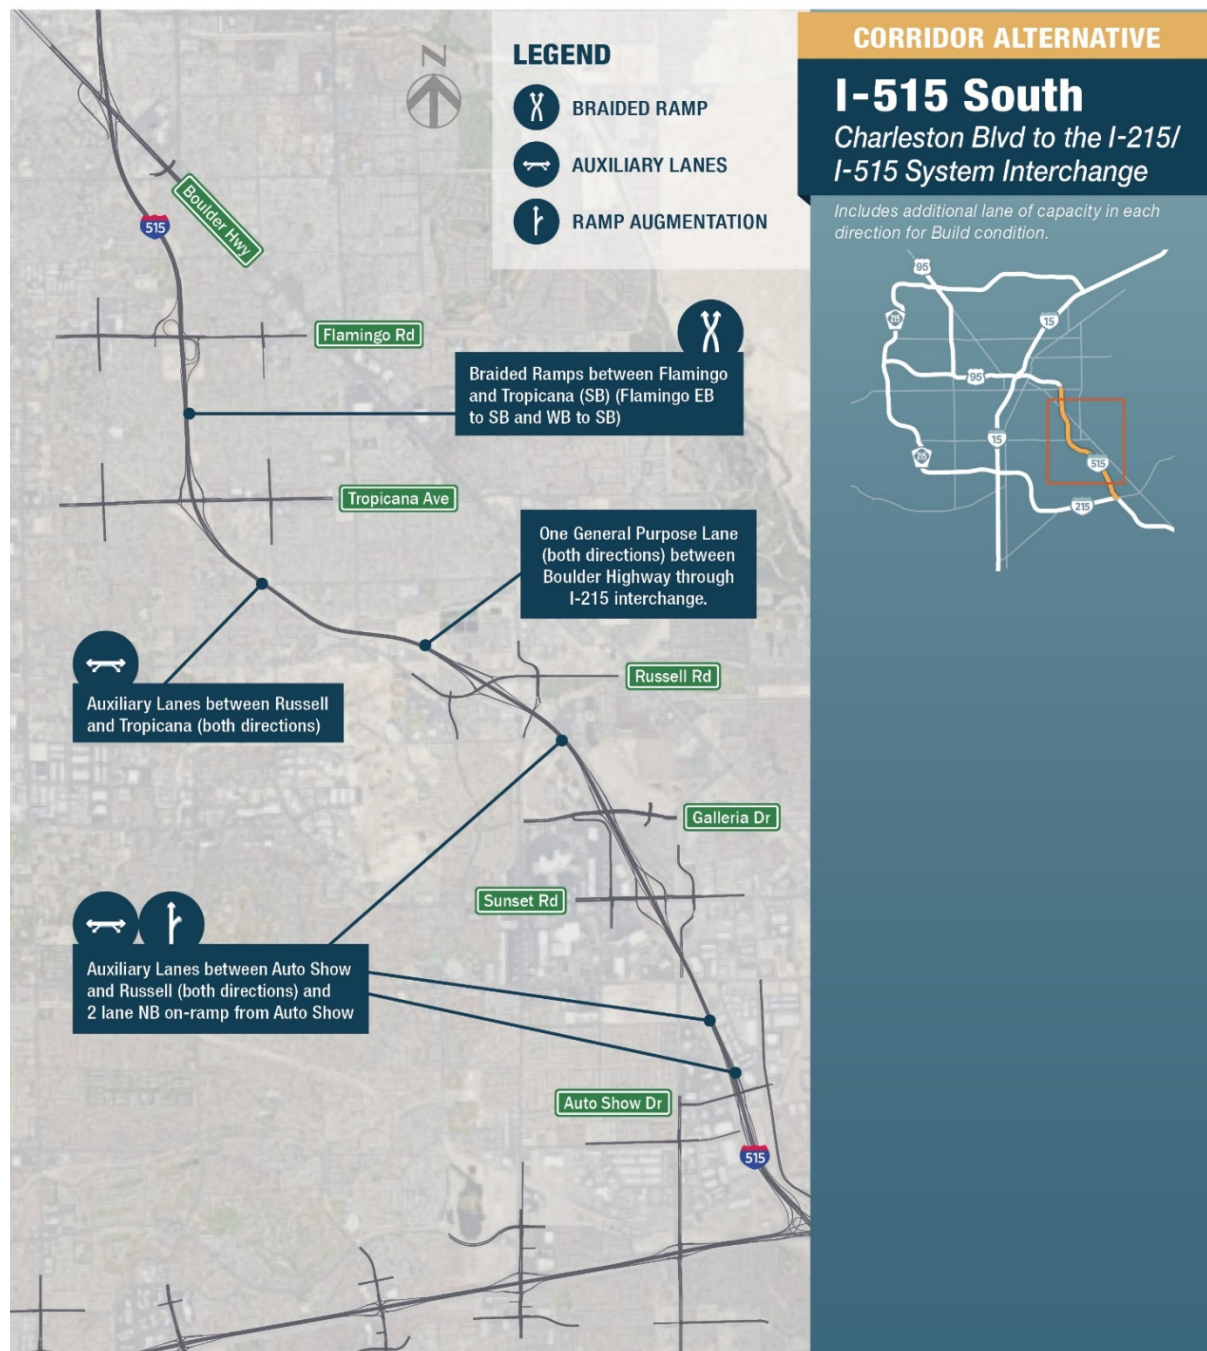 LEGEND
BRAIDED RAMP
AUXILIARY LANES
RAMP AUGMENTATION
N
CORRIDOR ALTERNATIVE
I-515 South
Charleston Blvd to the I-215/
I-515 System Interchange
Includes additional lane of capacity in each
direction for Build condition.
95
215
15
95
15
215
515
215
Boulder Hwy
515
Flamingo Rd
Braided Ramps between Flamingo
and Tropicana (SB) (Flamingo EB
to SB and WB to SB)
Tropicana Ave
One General Purpose Lane
(both directions) between
Boulder Highway through
I-215 interchange.
Russell Rd
Auxiliary Lanes between Russell
and Tropicana (both directions)
Galleria Dr
Sunset Rd
Auxiliary Lanes between Auto Show
and Russell (both directions) and
2 lane NB on-ramp from Auto Show
Auto Show Dr
515